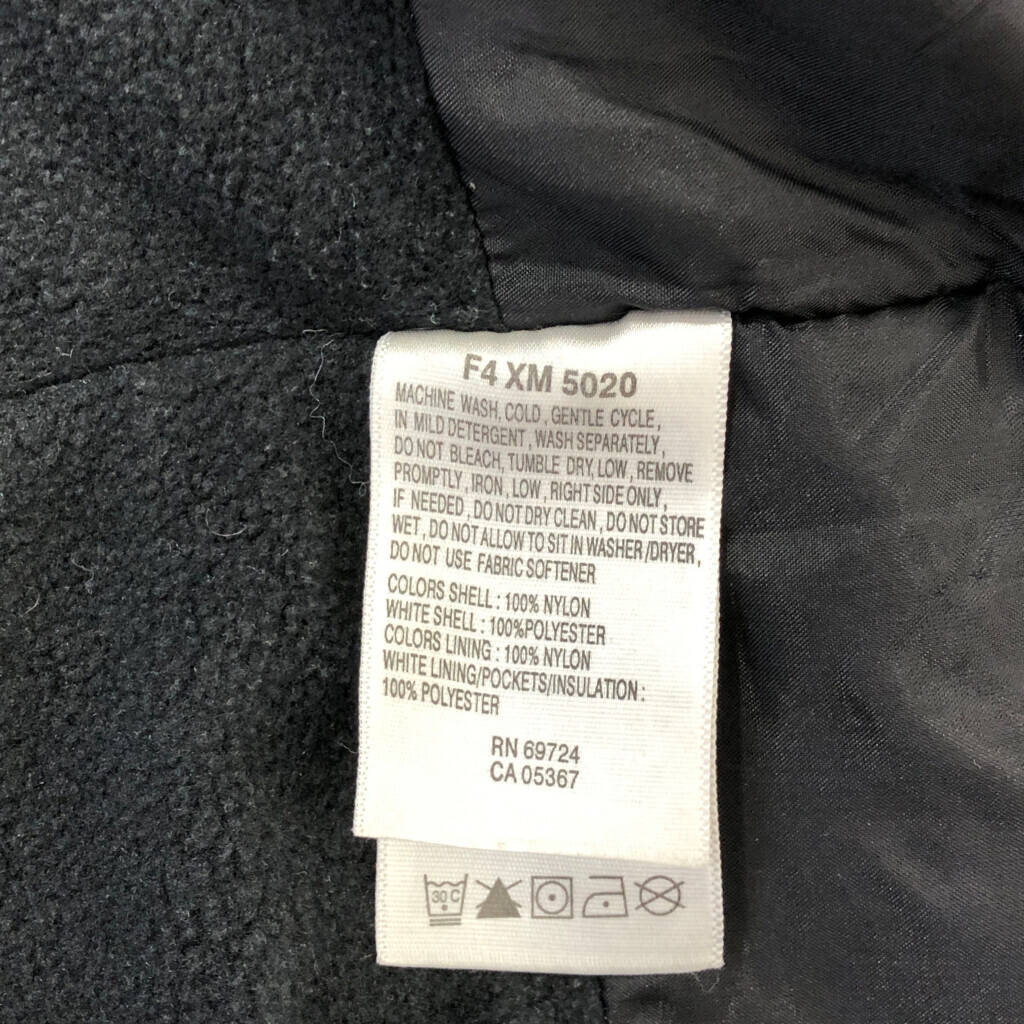 F4 XM 5020
MACHINE WASH, COLD, GENTLE CYCLE,
IN MILD DETERGENT, WASH SEPARATELY,
DO NOT BLEACH, TUMBLE DRY, LOW, REMOVE
PROMPTLY, IRON, LOW, RIGHT SIDE ONLY,
IF NEEDED, DO NOT DRY CLEAN, DO NOT STORE
WET, DO NOT ALLOW TO SIT IN WASHER/DRYER,
DO NOT USE FABRIC SOFTENER
COLORS SHELL: 100% NYLON
WHITE SHELL: 100%POLYESTER
COLORS LINING: 100% NYLON
WHITE LINING/POCKETS/INSULATION:
100% POLYESTER
RN 69724
CA 05367
30 C